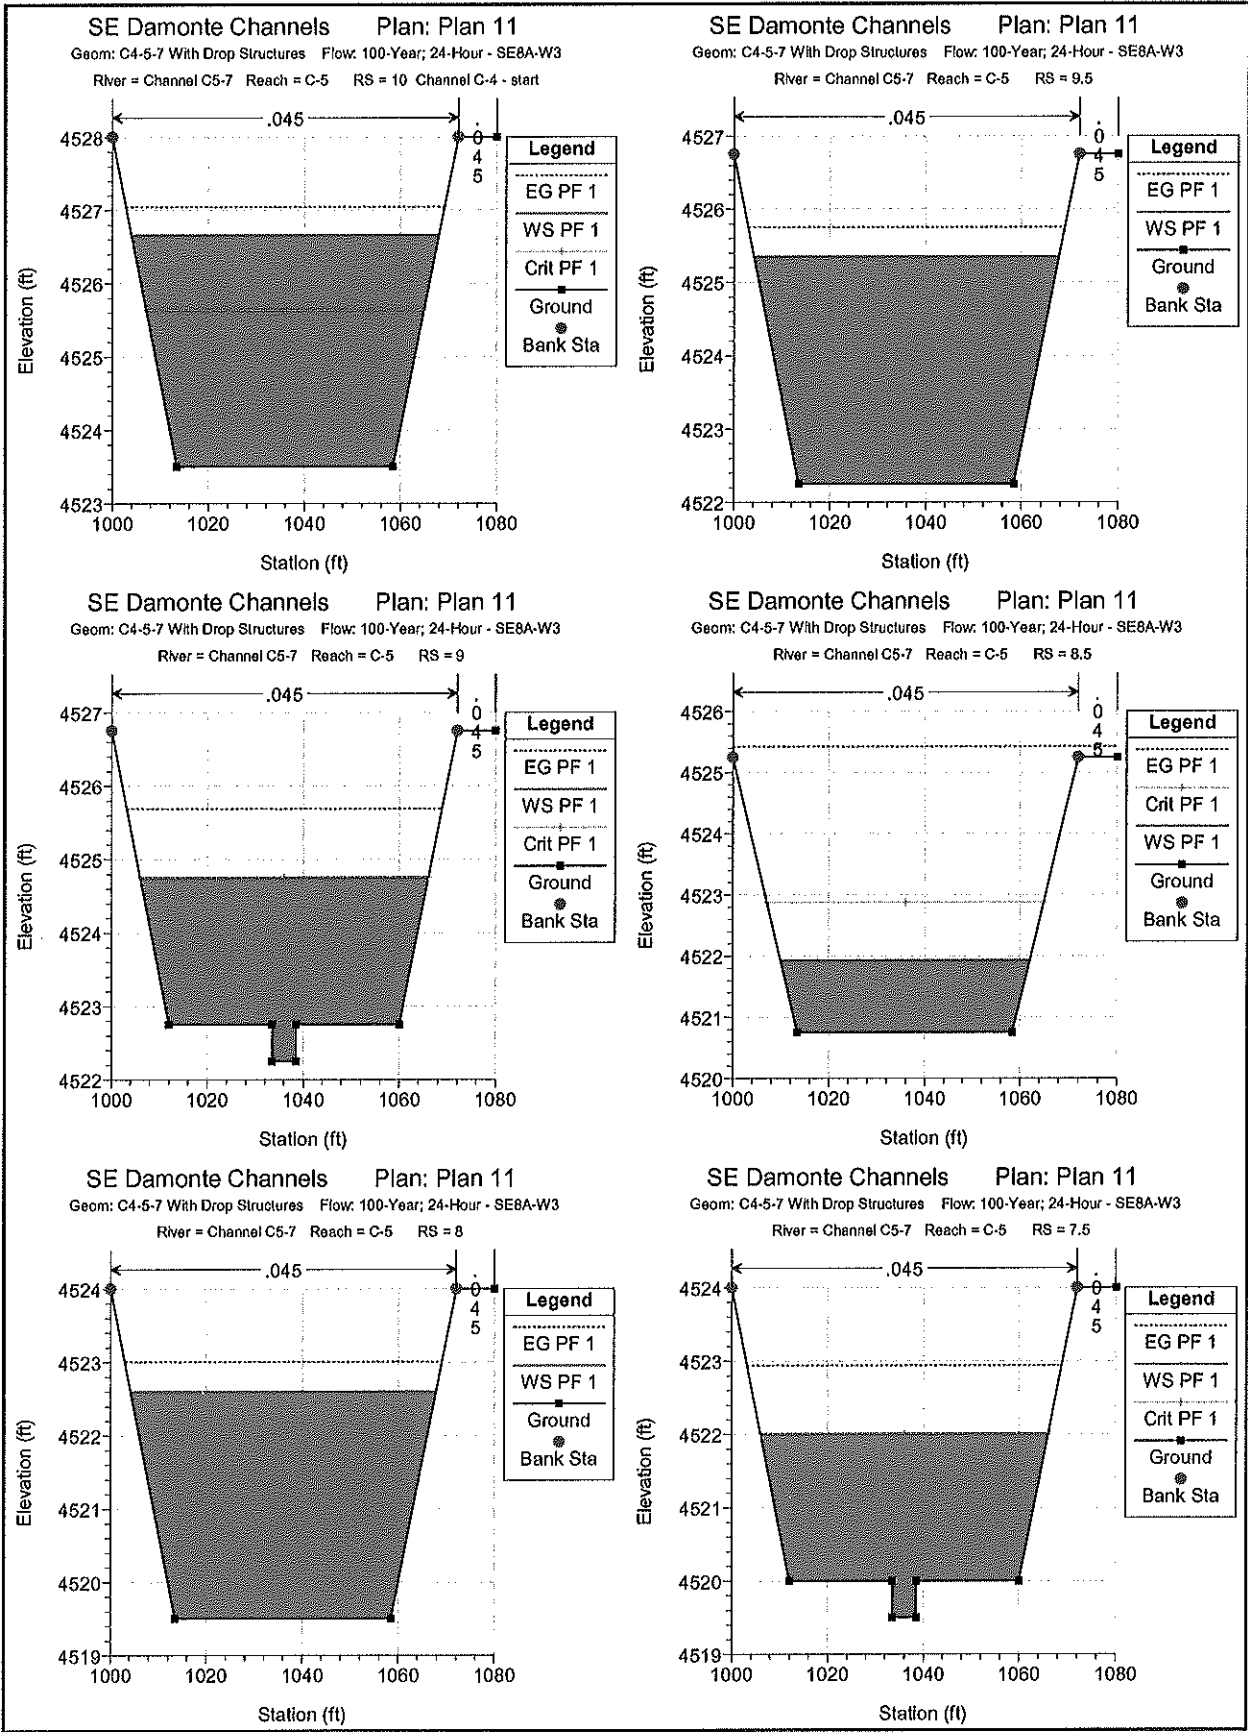 SE Damonte Channels Plan: Plan 11
Geom: C4-5-7 With Drop Structures Flow: 100-Year; 24-Hour - SE8A-W3
River = Channel C5-7 Reach = C-5 RS = 10 Channel C-4 - start
.045
.045
4528
4527
4526
4525
4524
4523
Elevation (ft)
1000 1020 1040 1060 1080
Station (ft)
Legend
EG PF 1
WS PF 1
Crit PF 1
Ground
Bank Sta
SE Damonte Channels Plan: Plan 11
Geom: C4-5-7 With Drop Structures Flow: 100-Year; 24-Hour - SE8A-W3
River = Channel C5-7 Reach = C-5 RS = 9.5
.045
.045
4527
4526
4525
4524
4523
4522
Elevation (ft)
1000 1020 1040 1060 1080
Station (ft)
Legend
EG PF 1
WS PF 1
Ground
Bank Sta
SE Damonte Channels Plan: Plan 11
Geom: C4-5-7 With Drop Structures Flow: 100-Year; 24-Hour - SE8A-W3
River = Channel C5-7 Reach = C-5 RS = 9
.045
.045
4527
4526
4525
4524
4523
4522
Elevation (ft)
1000 1020 1040 1060 1080
Station (ft)
Legend
EG PF 1
WS PF 1
Crit PF 1
Ground
Bank Sta
SE Damonte Channels Plan: Plan 11
Geom: C4-5-7 With Drop Structures Flow: 100-Year; 24-Hour - SE8A-W3
River = Channel C5-7 Reach = C-5 RS = 8.5
.045
.045
4526
4525
4524
4523
4522
4521
4520
Elevation (ft)
1000 1020 1040 1060 1080
Station (ft)
Legend
EG PF 1
Crit PF 1
WS PF 1
Ground
Bank Sta
SE Damonte Channels Plan: Plan 11
Geom: C4-5-7 With Drop Structures Flow: 100-Year; 24-Hour - SE8A-W3
River = Channel C5-7 Reach = C-5 RS = 8
.045
.045
4524
4523
4522
4521
4520
4519
Elevation (ft)
1000 1020 1040 1060 1080
Station (ft)
Legend
EG PF 1
WS PF 1
Ground
Bank Sta
SE Damonte Channels Plan: Plan 11
Geom: C4-5-7 With Drop Structures Flow: 100-Year; 24-Hour - SE8A-W3
River = Channel C5-7 Reach = C-5 RS = 7.5
.045
.045
4524
4523
4522
4521
4520
4519
Elevation (ft)
1000 1020 1040 1060 1080
Station (ft)
Legend
EG PF 1
WS PF 1
Crit PF 1
Ground
Bank Sta